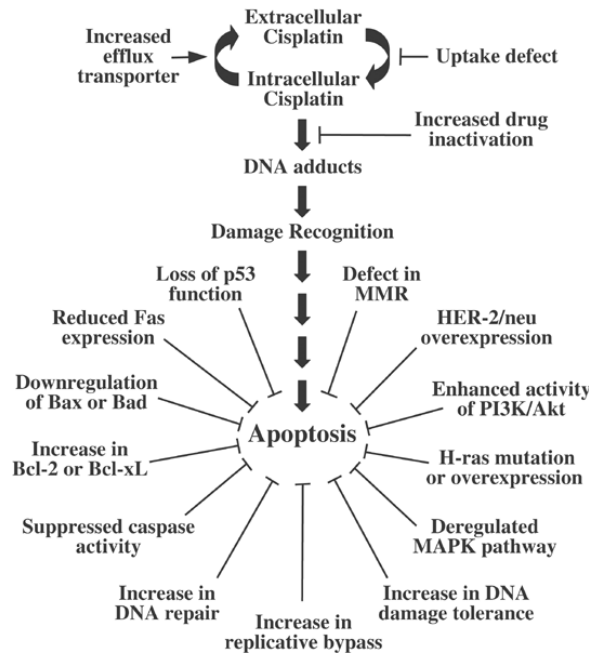 Extracellular
Cisplatin
Increased
efflux
transporter
Uptake defect
Intracellular
Cisplatin
Increased drug
inactivation
DNA adducts
Damage Recognition
Loss of p53
function
Defect in
MMR
Reduced Fas
expression
HER-2/neu
overexpression
Downregulation
of Bax or Bad
Enhanced activity
of PI3K/Akt
Apoptosis
Increase in
Bcl-2 or Bcl-xL
H-ras mutation
or overexpression
Suppressed caspase
activity
Deregulated
MAPK pathway
Increase in
DNA repair
Increase in
replicative bypass
Increase in DNA
damage tolerance